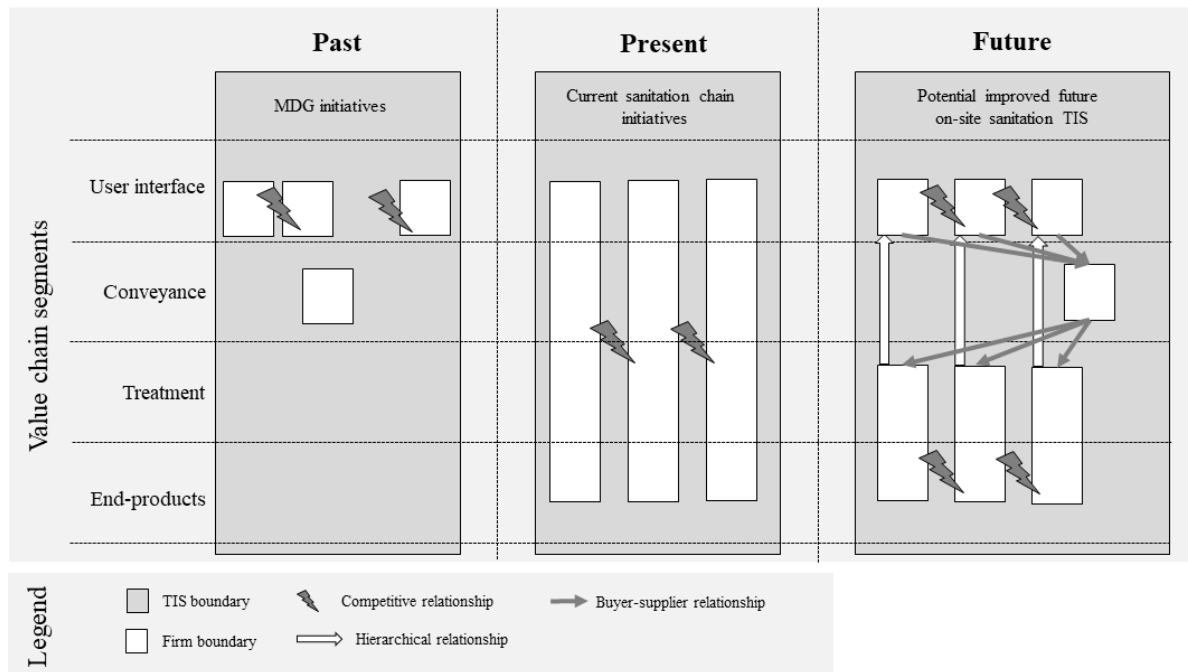 Past
Present
Future
MDG initiatives
Current sanitation chain
initiatives
Potential improved future
on-site sanitation TIS
Value chain segments
User interface
Conveyance
Treatment
End-products
Legend
TIS boundary
Competitive relationship
Buyer-supplier relationship
Firm boundary
Hierarchical relationship